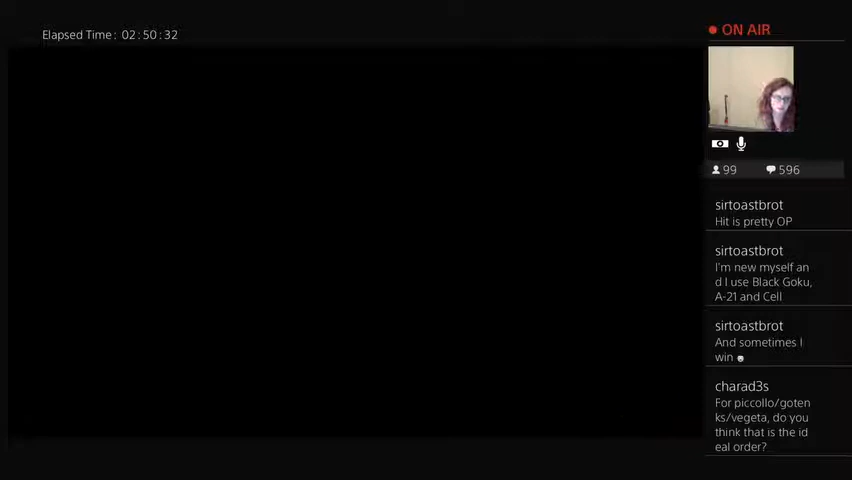 Elapsed Time: 02:50:32
ON AIR
99 596
sirtoastbrot
Hit is pretty OP
sirtoastbrot
I'm new myself an
d I use Black Goku,
A-21 and Cell
sirtoastbrot
And sometimes I
win
charad3s
For piccollo/goten
ks/vegeta, do you
think that is the id
eal order?